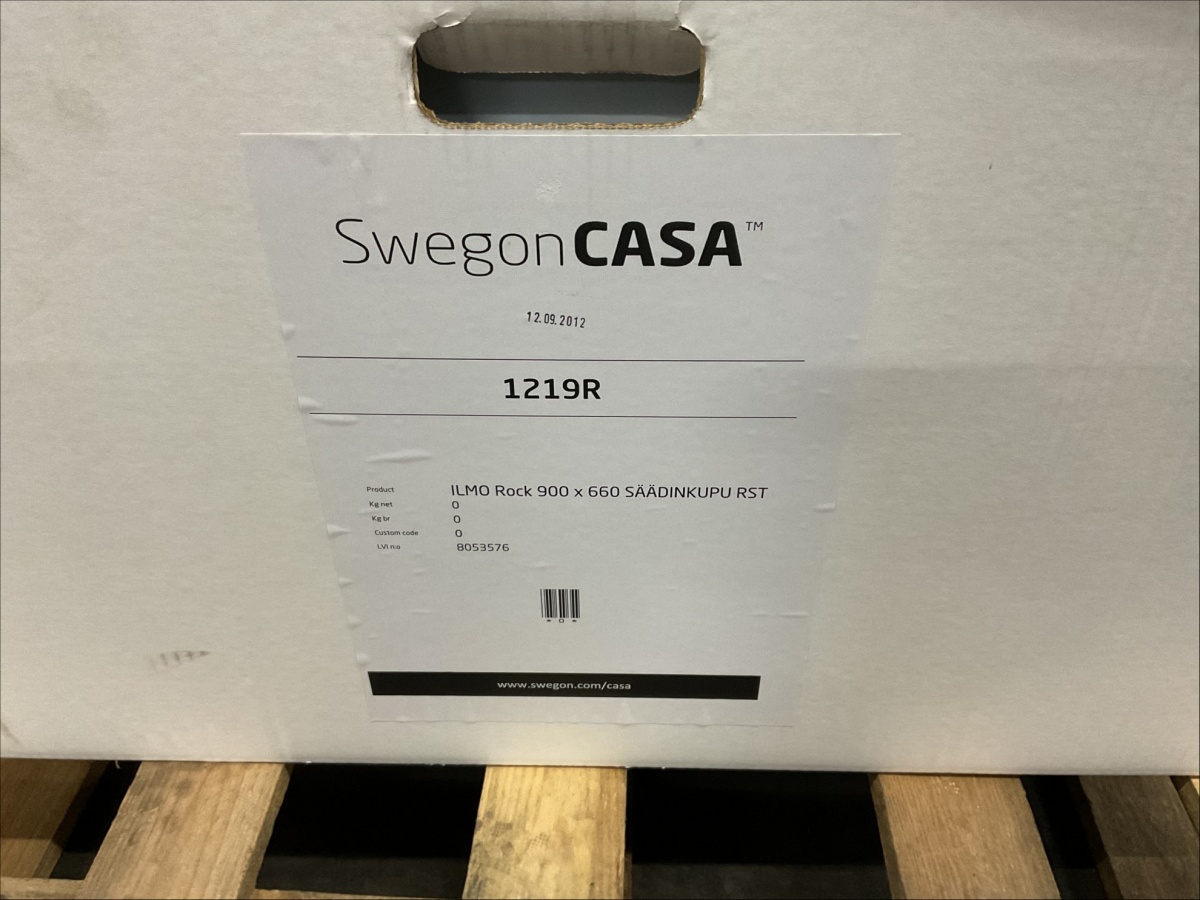 SwegonCASA™
12.09.2012
1219R
Product ILMO Rock 900 x 660 SÄÄDINKUPU RST
Kg net 0
Kg br 0
Custom code 0
LVI n:o 8053576
* 0 *
www.swegon.com/casa